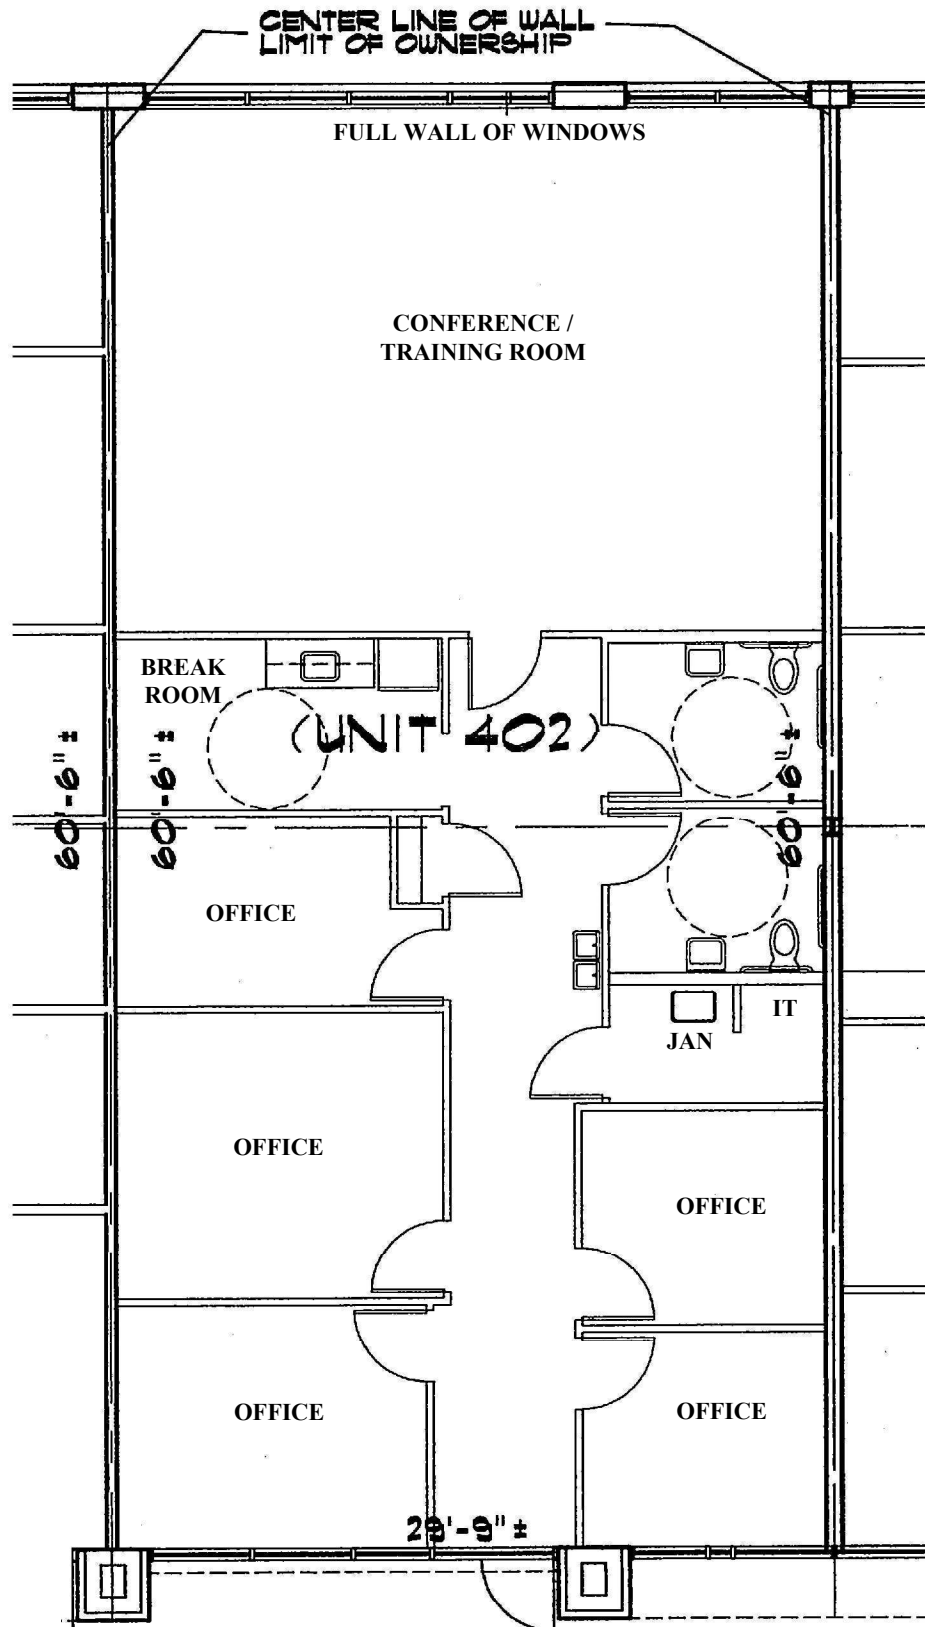 CENTER LINE OF WALL
LIMIT OF OWNERSHIP
FULL WALL OF WINDOWS
CONFERENCE /
TRAINING ROOM
BREAK
ROOM
(UNIT 402)
60'-6" ±
60'-6" ±
60'-6" ±
OFFICE
IT
JAN
OFFICE
OFFICE
OFFICE
OFFICE
29'-9" ±